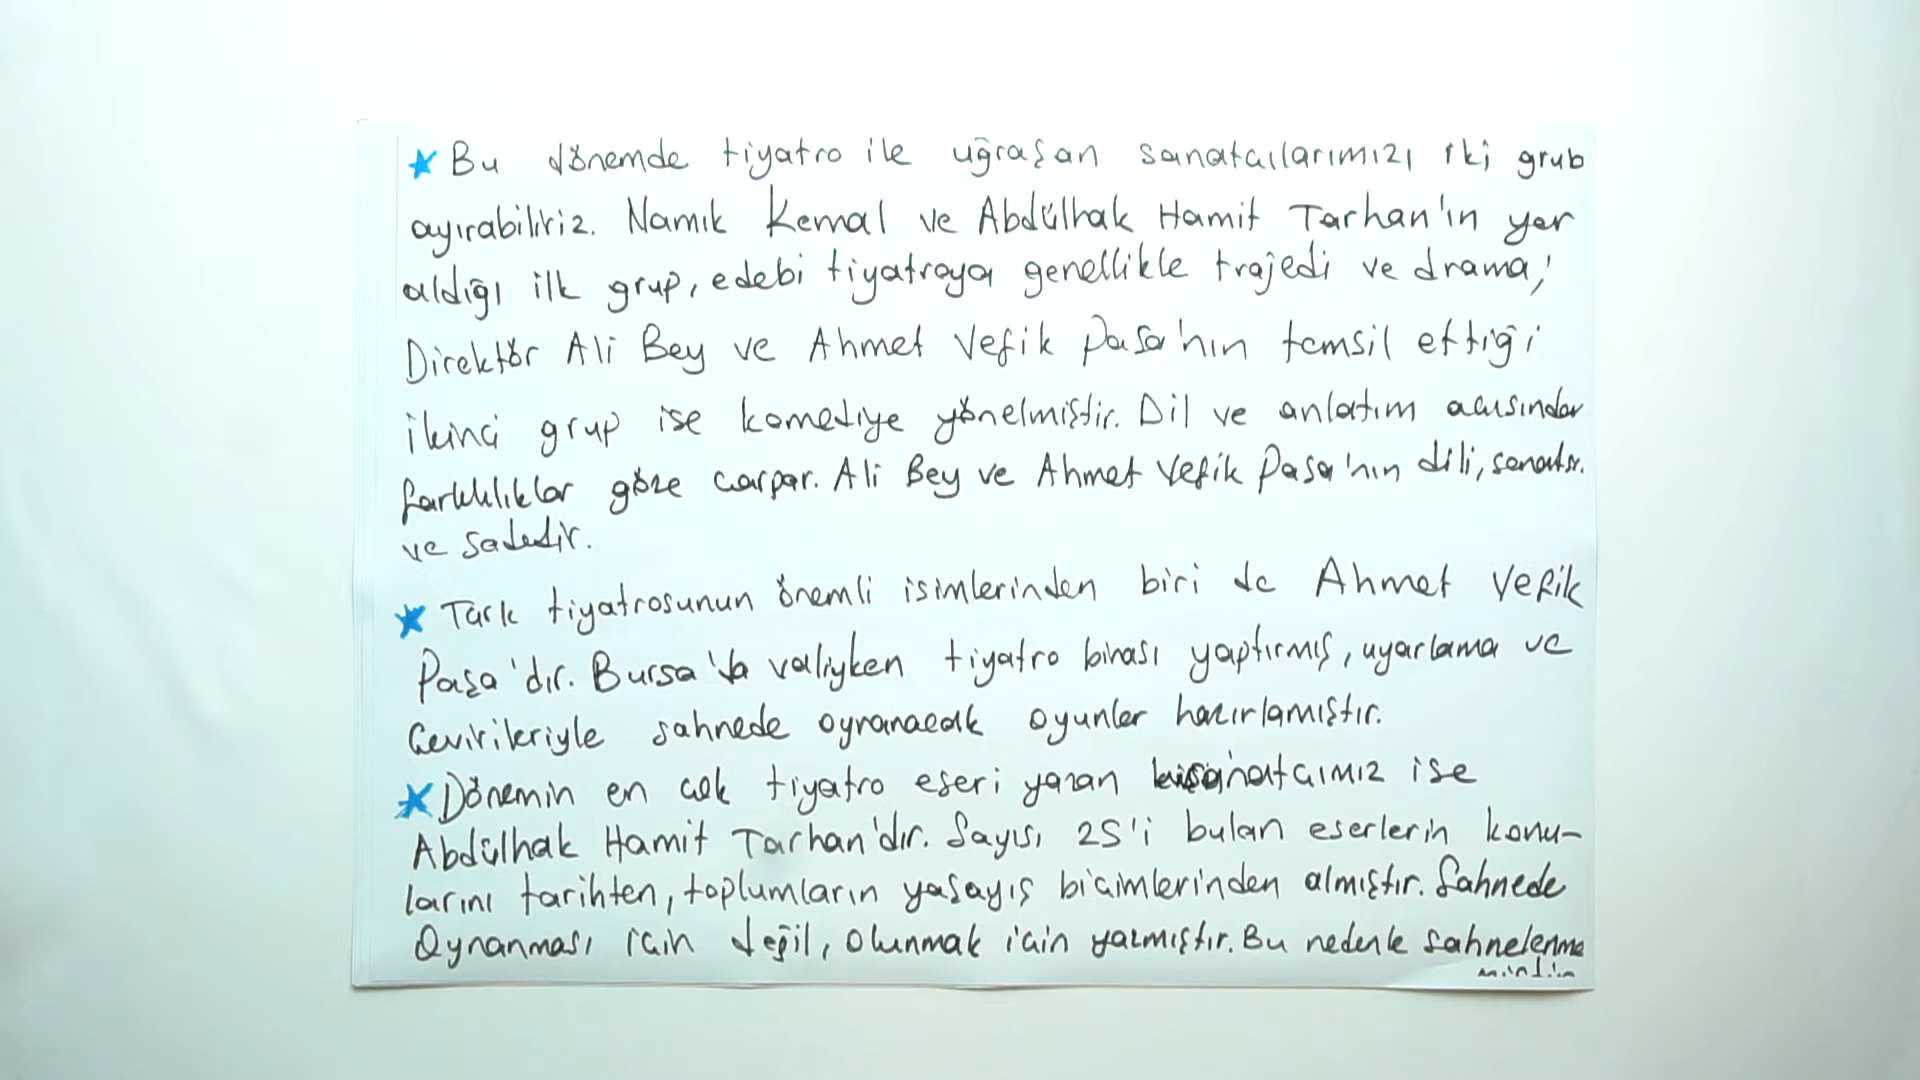 ★ Bu dönemde tiyatro ile uğraşan sanatçılarımızı iki grub
ayırabiliriz. Namık Kemal ve Abdülhak Hamit Tarhan'ın yer
aldığı ilk grup, edebi tiyatroya genellikle trajedi ve drama;
Direktör Ali Bey ve Ahmet Vefik Paşa'nın temsil ettiği
ikinci grup ise komediye yönelmiştir. Dil ve anlatım açısından
farklılıklar göze çarpar. Ali Bey ve Ahmet Vefik Paşa'nın dili,
ve sadedir.
★ Türk tiyatrosunun önemli isimlerinden biri de Ahmet Vefik
Paşa'dır. Bursa'da valiyken tiyatro binası yaptırmış, uyarlama ve
Çevirileriyle sahnede oynanacak oyunlar hazırlamıştır.
★ Dönemin en çok tiyatro eseri yazan sanatçımız ise
Abdülhak Hamit Tarhan'dır. Sayısı 25'i bulan eserlerin konu-
larını tarihten, toplumların yaşayış biçimlerinden almıştır. Sahnede
Oynanması için değil, okunmak için yazmıştır. Bu nedenle sahnelenme